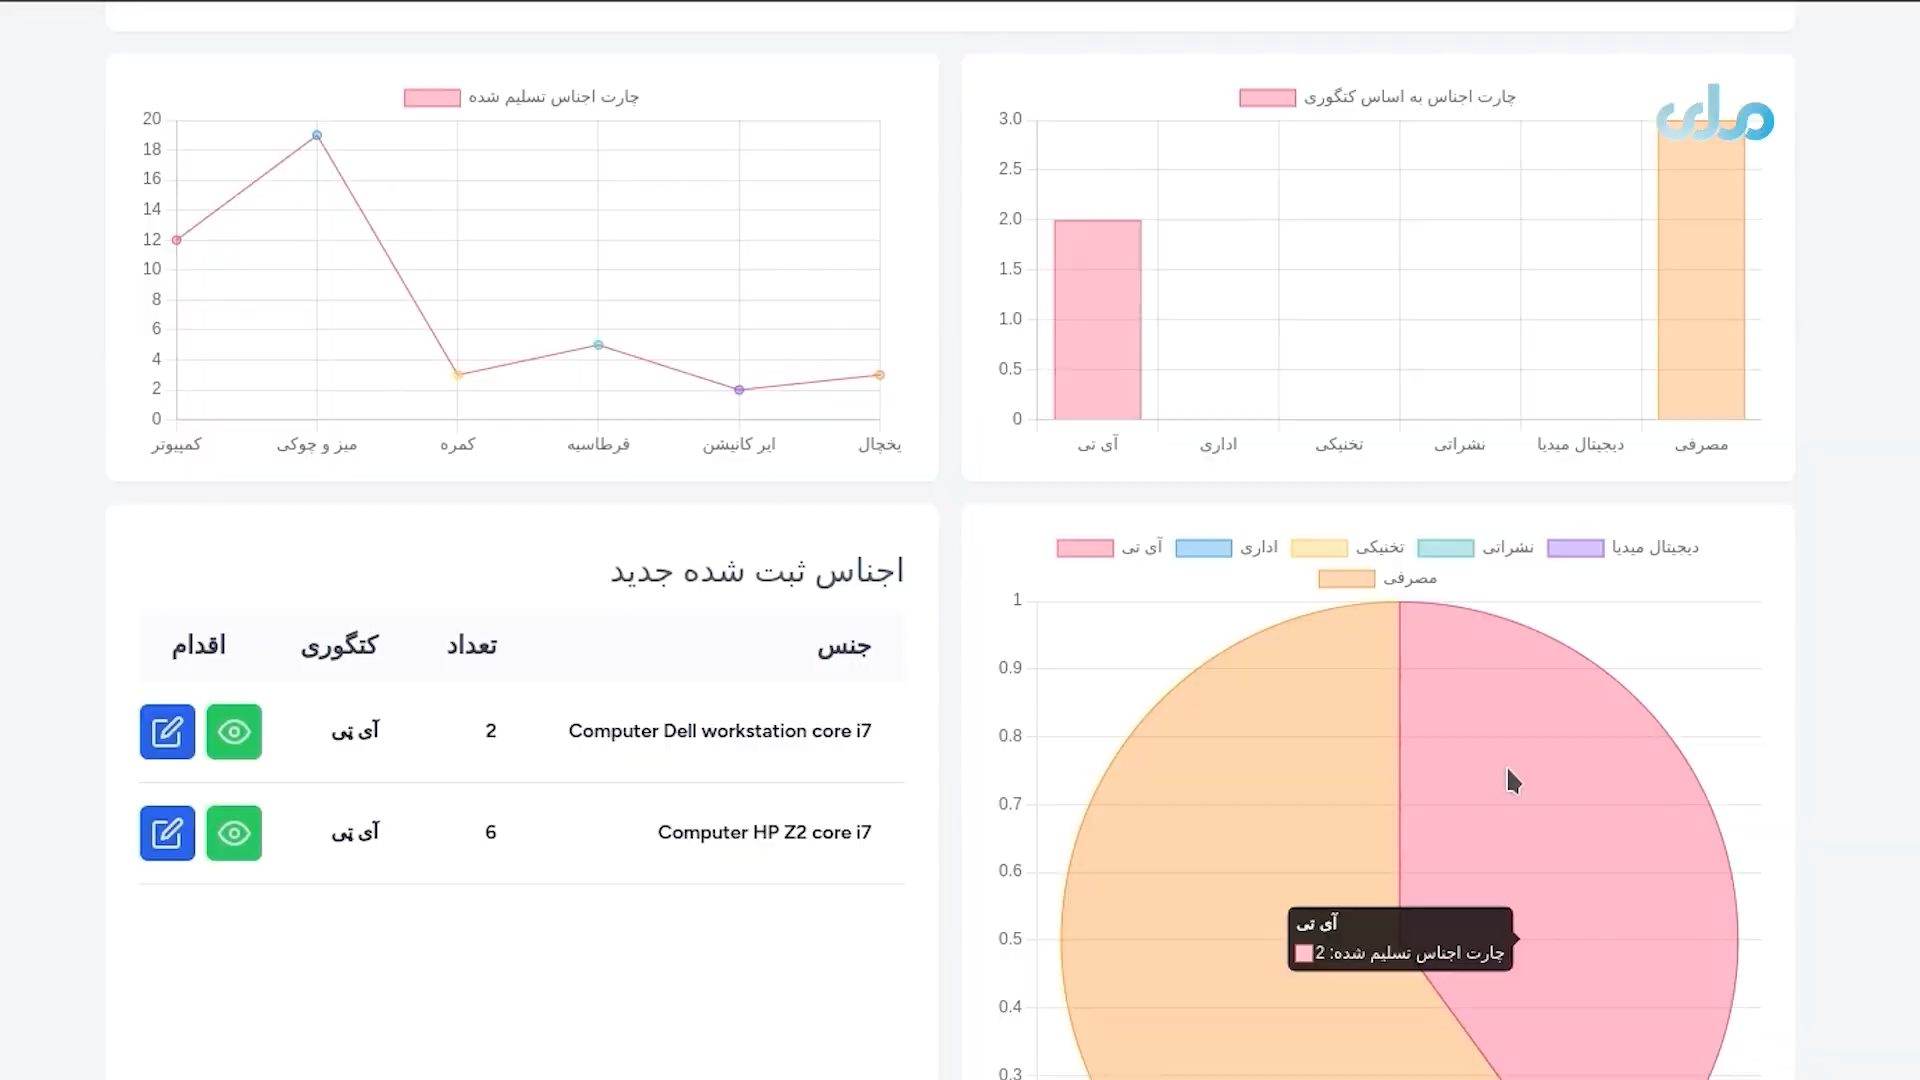 چارت اجناس تسلیم شده
20
18
16
14
12
10
8
6
4
2
0
کمپیوتر
میز و چوکی
کمره
قرطاسیه
ایر کانیشن
یخچال
چارت اجناس به اساس کتگوری
ملی
3.0
2.5
2.0
1.5
1.0
0.5
0
آی تی
اداری
تخنیکی
نشراتی
دیجیتال میدیا
مصرفی
اجناس ثبت شده جدید
جنس تعداد کتگوری اقدام
Computer Dell workstation core i7 2 آی تی
Computer HP Z2 core i7 6 آی تی
آی تی اداری تخنیکی نشراتی دیجیتال میدیا
مصرفی
1
0.9
0.8
0.7
0.6
0.5
0.4
0.3
آی تی
چارت اجناس تسلیم شده: 2